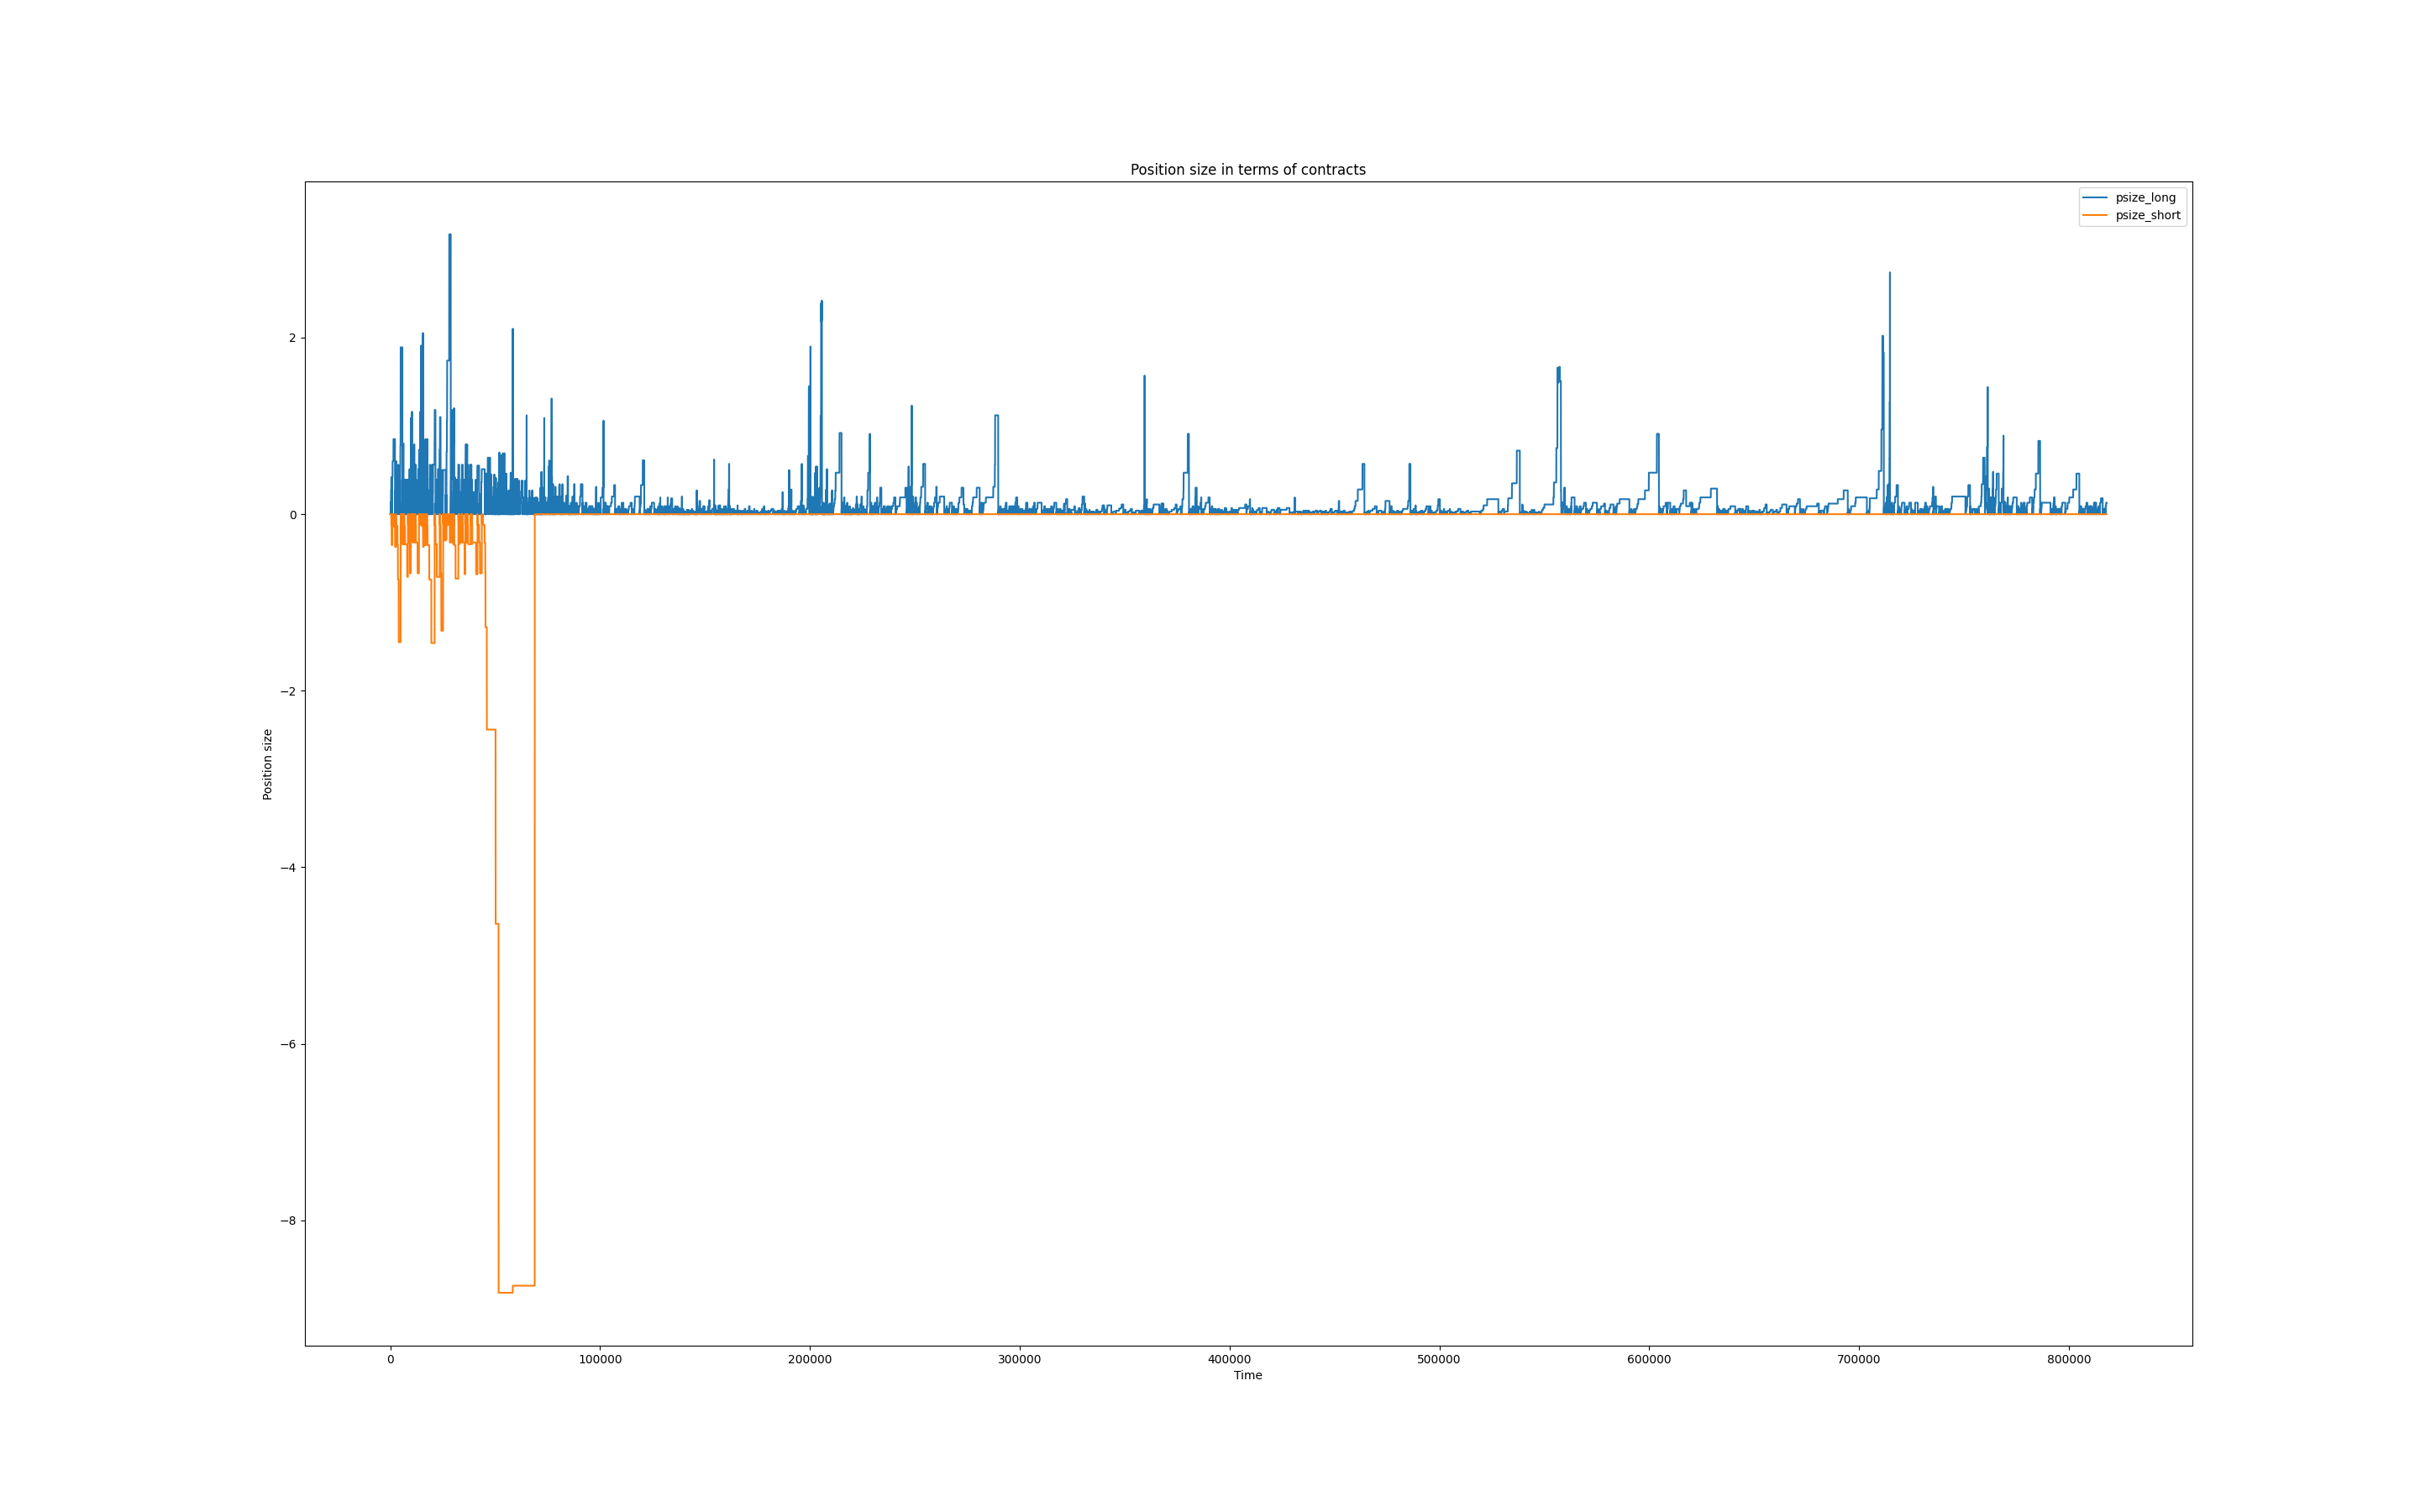 Position size in terms of contracts
psize_long
psize_short
Position size
2
0
−2
−4
−6
−8
0 100000 200000 300000 400000 500000 600000 700000 800000
Time